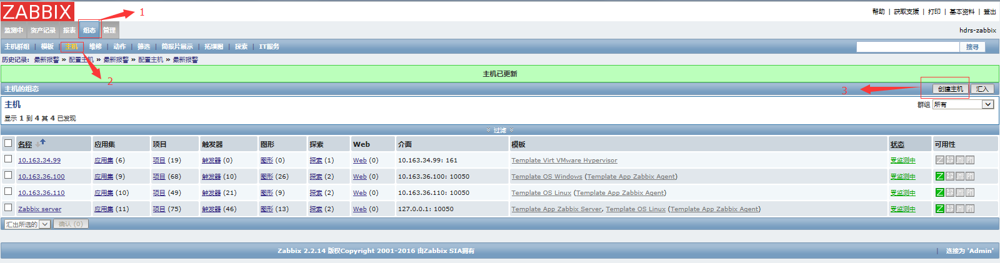 ZABBIX
1
帮助 | 获取支援 | 打印 | 基本资料 | 登出
监测中 资产记录 报表 组态 管理
hdrs-zabbix
主机群组 | 模板 | 主机 | 维修 | 动作 | 筛选 | 简报片展示 | 拓墣图 | 探索 | IT服务
搜寻
历史记录: 最新报警 » 配置主机 » 最新报警 » 配置主机 » 最新报警
主机已更新
2
主机的组态
3
创建主机 汇入
主机
群组 所有
显示 1 到 4 其 4 已发现
过滤
名称 应用集 项目 触发器 图形 探索 Web 介面 模板 状态 可用性
10.163.34.99 应用集 (6) 项目 (19) 触发器 (0) 图形 (0) 探索 (1) Web (0) 10.163.34.99: 161 Template Virt VMware Hypervisor 受监测中
10.163.36.100 应用集 (9) 项目 (68) 触发器 (10) 图形 (26) 探索 (2) Web (0) 10.163.36.100: 10050 Template OS Windows (Template App Zabbix Agent) 受监测中
10.163.36.110 应用集 (10) 项目 (49) 触发器 (21) 图形 (9) 探索 (2) Web (0) 10.163.36.110: 10050 Template OS Linux (Template App Zabbix Agent) 受监测中
Zabbix server 应用集 (11) 项目 (75) 触发器 (46) 图形 (13) 探索 (2) Web (0) 127.0.0.1: 10050 Template App Zabbix Server, Template OS Linux (Template App Zabbix Agent) 受监测中
汇出所选的 确认 (0)
Zabbix 2.2.14 版权Copyright 2001-2016 由Zabbix SIA拥有
| 连接为 'Admin'